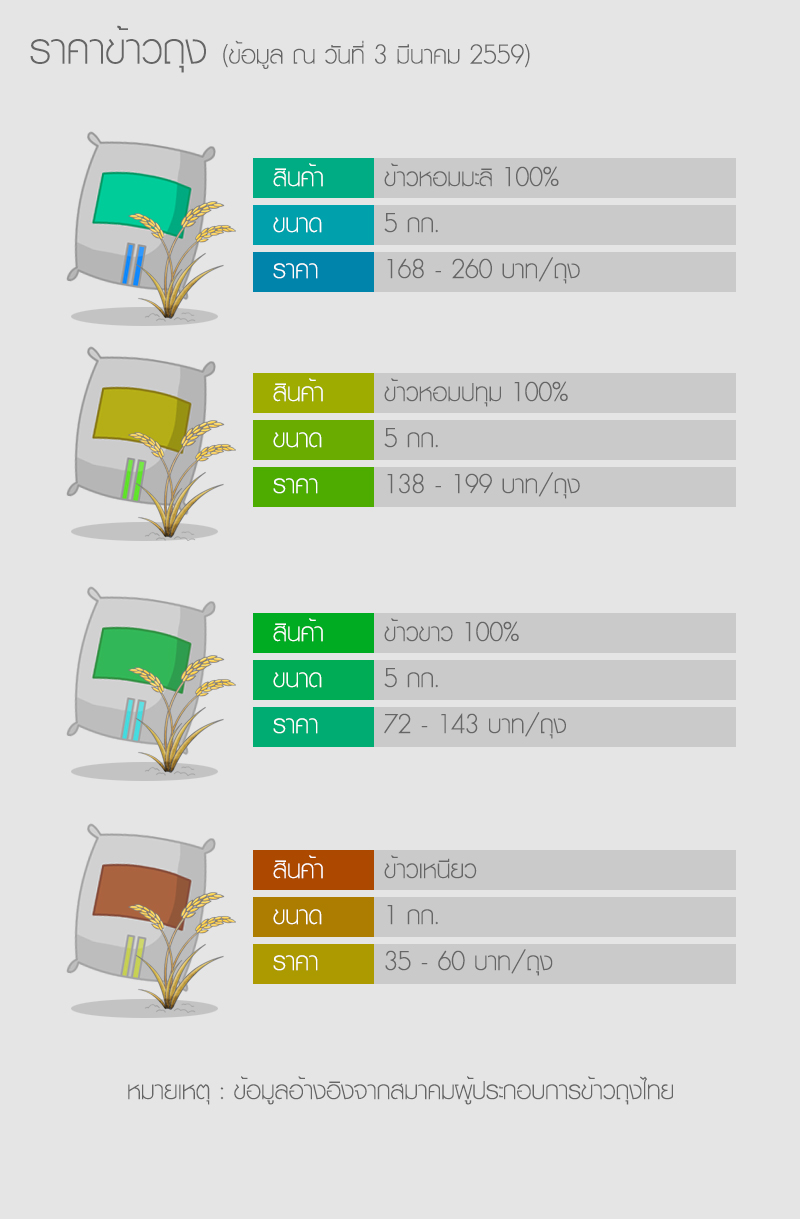 ราคาข้าวถุง (ข้อมูล ณ วันที่ 3 มีนาคม 2559)
สินค้า ข้าวหอมมะลิ 100%
ขนาด 5 กก.
ราคา 168 - 260 บาท/ถุง
สินค้า ข้าวหอมปทุม 100%
ขนาด 5 กก.
ราคา 138 - 199 บาท/ถุง
สินค้า ข้าวขาว 100%
ขนาด 5 กก.
ราคา 72 - 143 บาท/ถุง
สินค้า ข้าวเหนียว
ขนาด 1 กก.
ราคา 35 - 60 บาท/ถุง
หมายเหตุ : ข้อมูลอ้างอิงจากสมาคมผู้ประกอบการข้าวถุงไทย